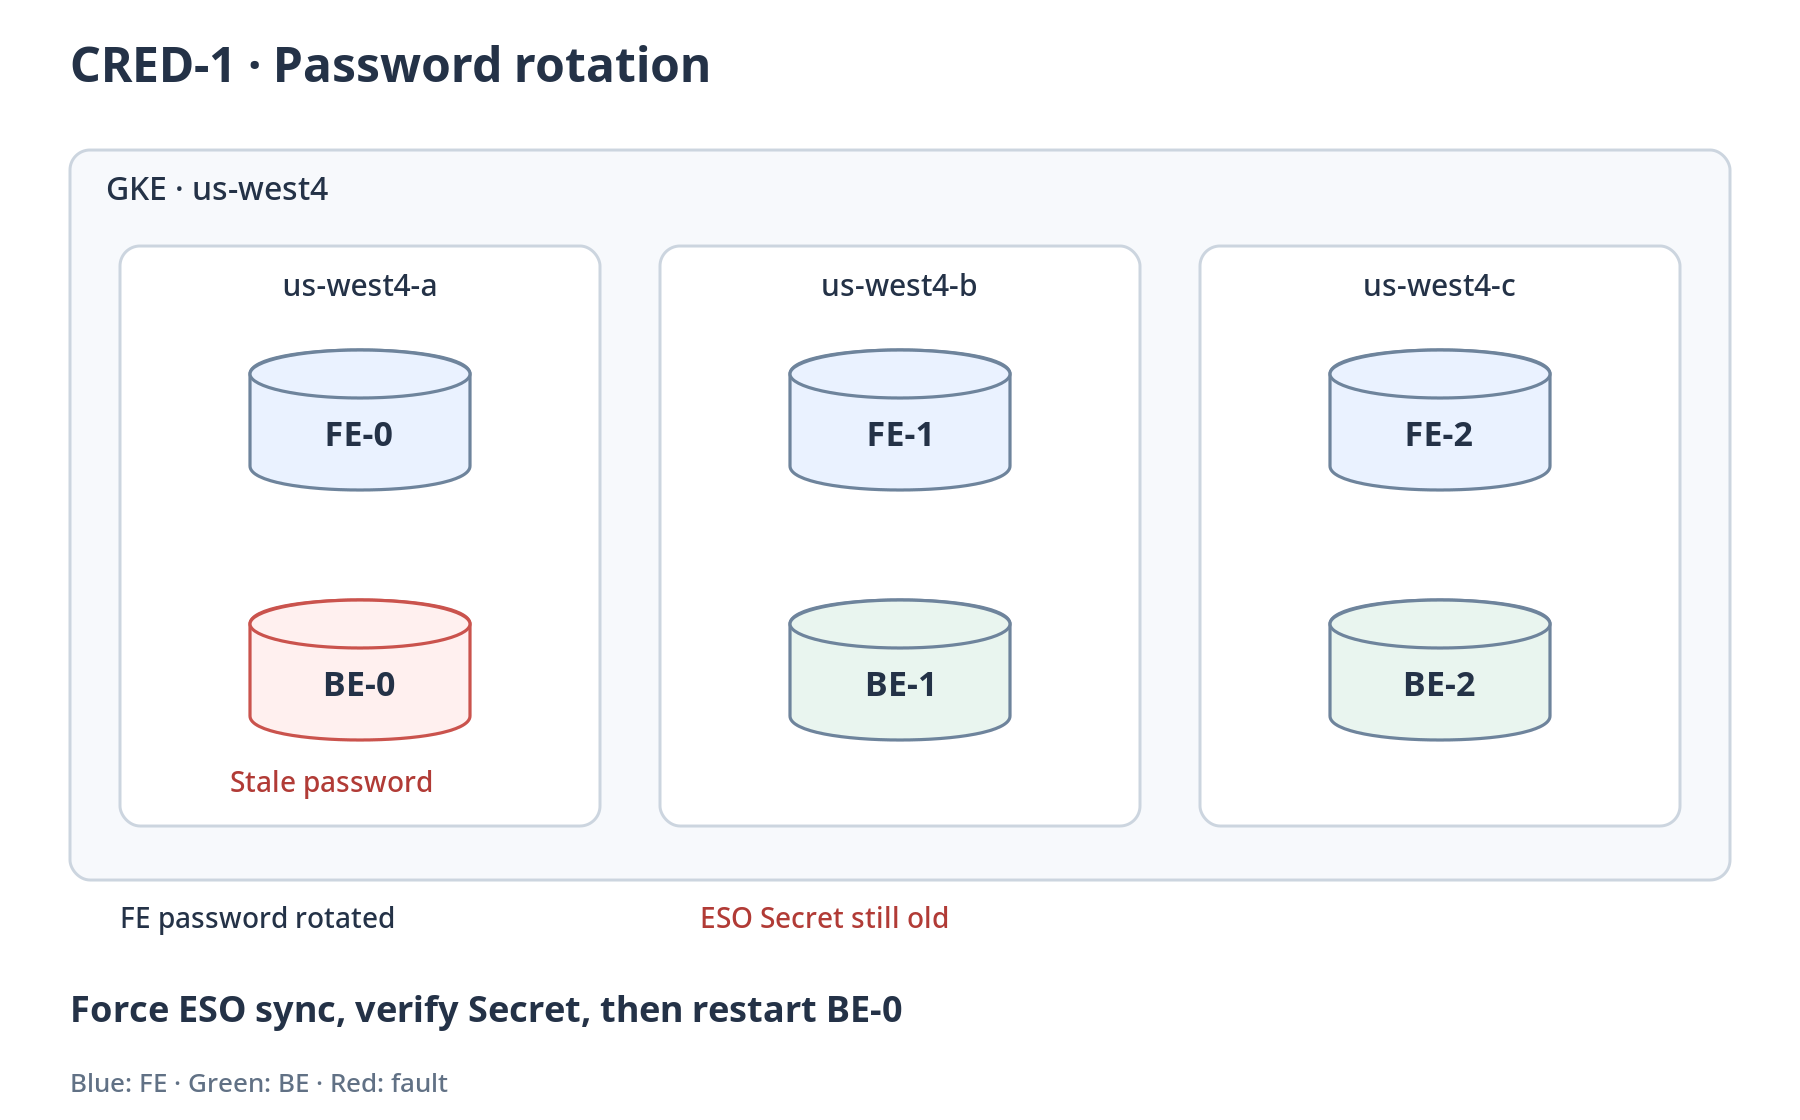 CRED-1 · Password rotation
GKE · us-west4
us-west4-a
us-west4-b
us-west4-c
FE-0
FE-1
FE-2
BE-0
BE-1
BE-2
Stale password
FE password rotated
ESO Secret still old
Force ESO sync, verify Secret, then restart BE-0
Blue: FE · Green: BE · Red: fault